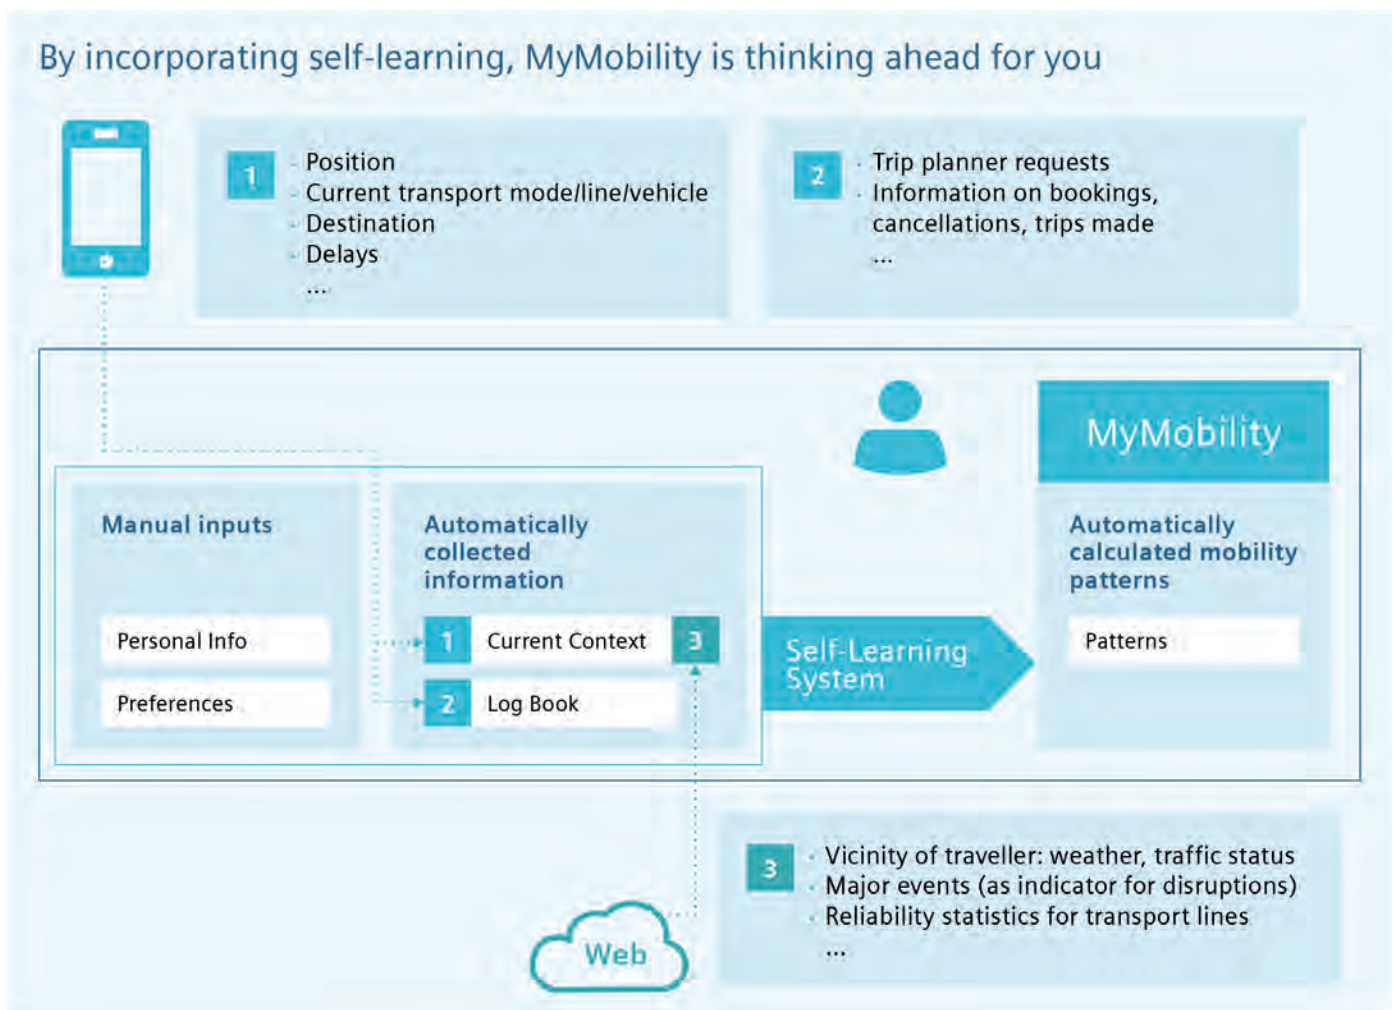 By incorporating self-learning, MyMobility is thinking ahead for you
1
· Position
· Current transport mode/line/vehicle
· Destination
· Delays
...
2
· Trip planner requests
· Information on bookings,
cancellations, trips made
...
MyMobility
Manual inputs
Personal Info
Preferences
Automatically
collected
information
1 Current Context 3
2 Log Book
Self-Learning
System
Automatically
calculated mobility
patterns
Patterns
Web
3
· Vicinity of traveller: weather, traffic status
· Major events (as indicator for disruptions)
· Reliability statistics for transport lines
...